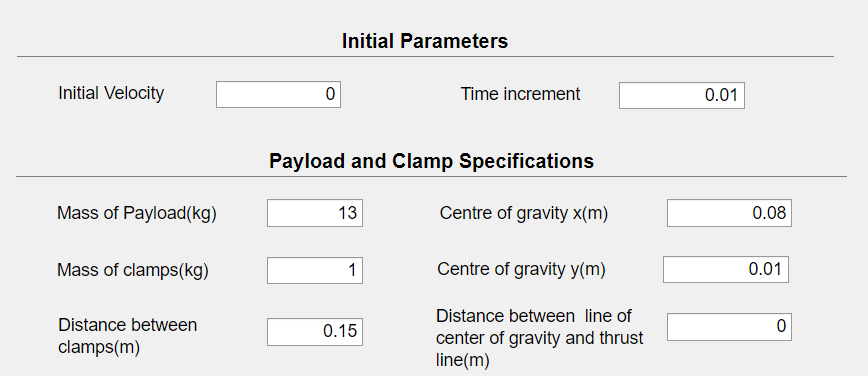 Initial Parameters
Initial Velocity 0 Time increment 0.01
Payload and Clamp Specifications
Mass of Payload(kg) 13 Centre of gravity x(m) 0.08
Mass of clamps(kg) 1 Centre of gravity y(m) 0.01
Distance between
clamps(m) 0.15
Distance between  line of
center of gravity and thrust
line(m) 0